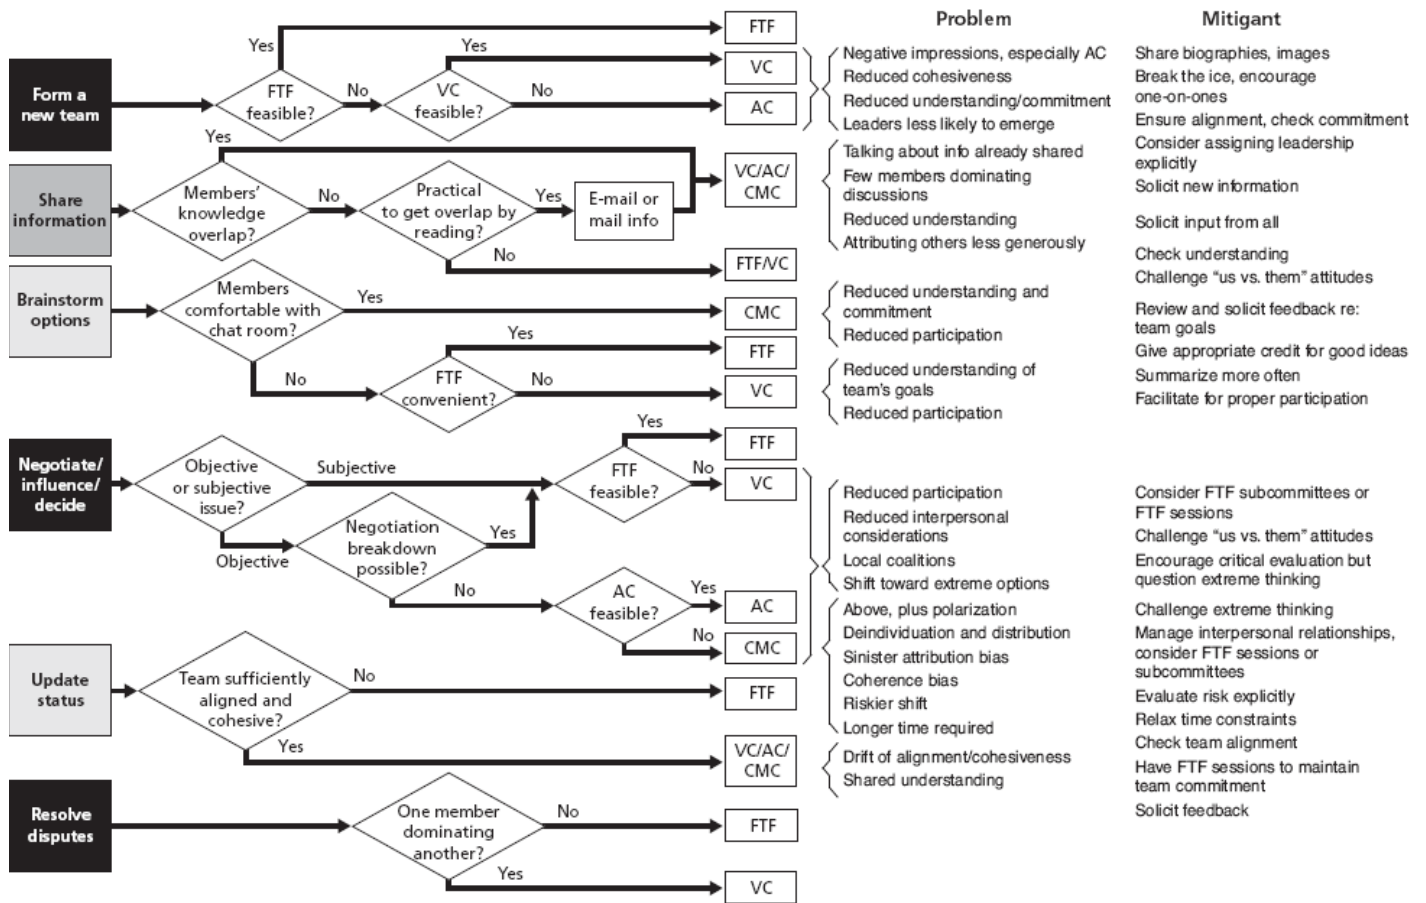 Problem
Mitigant
Form a
new team
FTF
feasible?
Yes
No
VC
feasible?
Yes
No
FTF
VC
AC
Negative impressions, especially AC
Reduced cohesiveness
Reduced understanding/commitment
Leaders less likely to emerge
Share biographies, images
Break the ice, encourage
one-on-ones
Ensure alignment, check commitment
Consider assigning leadership
explicitly
Share
information
Members’
knowledge
overlap?
Yes
No
Practical
to get overlap by
reading?
Yes
No
E-mail or
mail info
VC/AC/
CMC
FTF/VC
Talking about info already shared
Few members dominating
discussions
Reduced understanding
Attributing others less generously
Solicit new information
Solicit input from all
Check understanding
Challenge “us vs. them” attitudes
Brainstorm
options
Members
comfortable with
chat room?
Yes
No
FTF
convenient?
Yes
No
CMC
FTF
VC
Reduced understanding and
commitment
Reduced participation
Reduced understanding of
team’s goals
Reduced participation
Review and solicit feedback re:
team goals
Give appropriate credit for good ideas
Summarize more often
Facilitate for proper participation
Negotiate/
influence/
decide
Objective
or subjective
issue?
Subjective
Objective
Negotiation
breakdown
possible?
Yes
No
FTF
feasible?
Yes
No
AC
feasible?
Yes
No
FTF
VC
AC
CMC
Reduced participation
Reduced interpersonal
considerations
Local coalitions
Shift toward extreme options
Above, plus polarization
Deindividuation and distribution
Sinister attribution bias
Coherence bias
Riskier shift
Longer time required
Consider FTF subcommittees or
FTF sessions
Challenge “us vs. them” attitudes
Encourage critical evaluation but
question extreme thinking
Challenge extreme thinking
Manage interpersonal relationships,
consider FTF sessions or
subcommittees
Evaluate risk explicitly
Relax time constraints
Update
status
Team sufficiently
aligned and
cohesive?
No
Yes
FTF
VC/AC/
CMC
Drift of alignment/cohesiveness
Shared understanding
Check team alignment
Have FTF sessions to maintain
team commitment
Solicit feedback
Resolve
disputes
One member
dominating
another?
No
Yes
FTF
VC